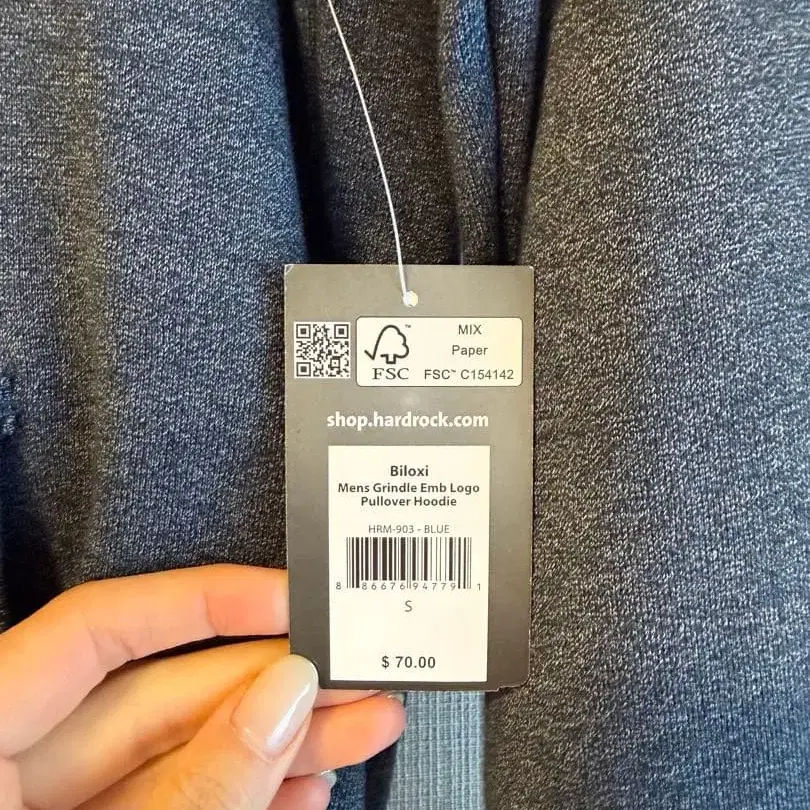 MIX
Paper
FSC™ FSC™ C154142
shop.hardrock.com
Biloxi
Mens Grindle Emb Logo
Pullover Hoodie
HRM-903 - BLUE
8 86676 94779 1
S
$ 70.00